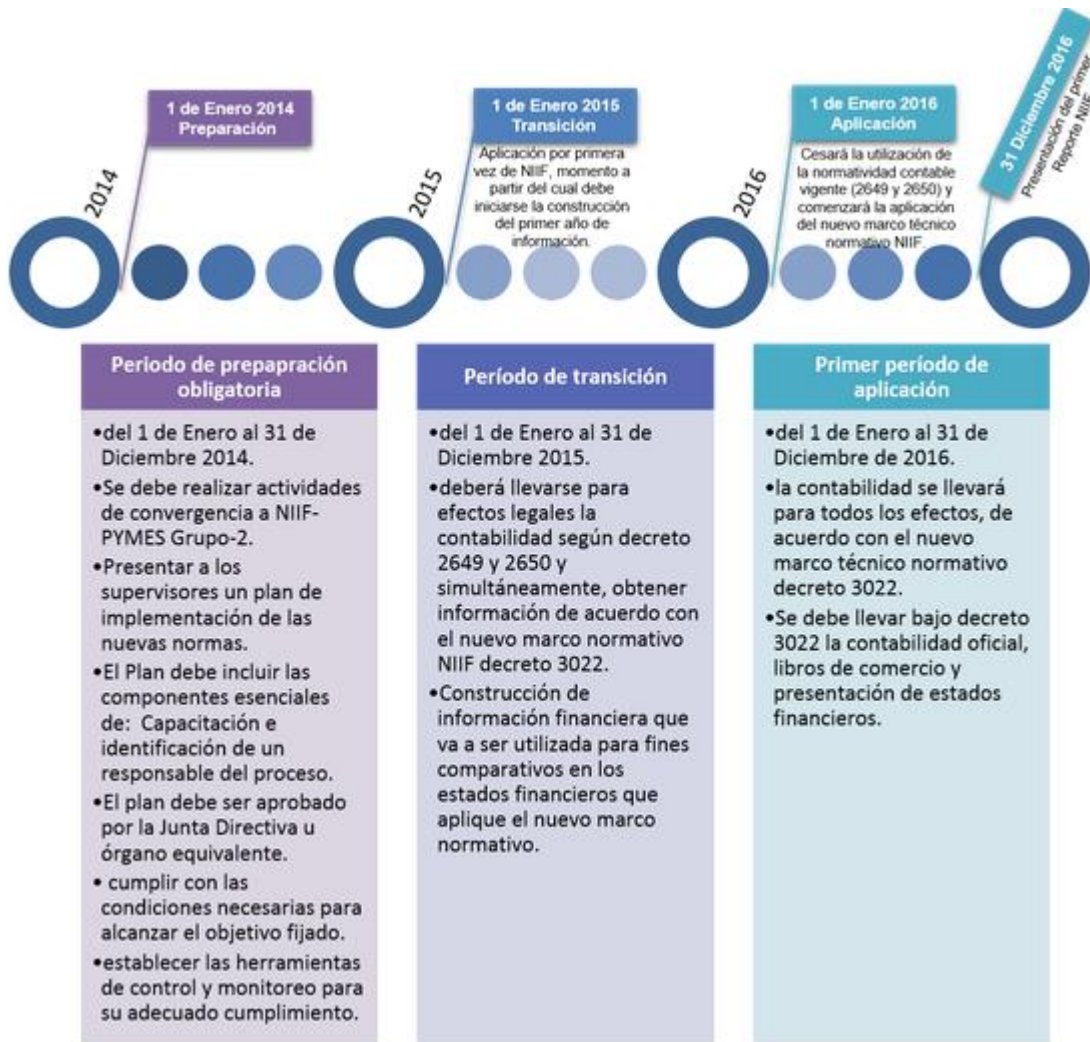 1 de Enero 2014
Preparación
1 de Enero 2015
Transición
Aplicación por primera
vez de NIIF, momento a
partir del cual debe
iniciarse la construcción
del primer año de
información.
1 de Enero 2016
Aplicación
Cesará la utilización de
la normatividad contable
vigente (2649 y 2650) y
comenzará la aplicación
del nuevo marco técnico
normativo NIIF.
31 Diciembre 2016
Presentación del primer
Reporte NIIF
2014
2015
2016
Periodo de prepapración
obligatoria
•del 1 de Enero al 31 de
Diciembre 2014.
•Se debe realizar actividades
de convergencia a NIIF-
PYMES Grupo-2.
•Presentar a los
supervisores un plan de
implementación de las
nuevas normas.
•El Plan debe incluir las
componentes esenciales
de: Capacitación e
identificación de un
responsable del proceso.
•El plan debe ser aprobado
por la Junta Directiva u
órgano equivalente.
• cumplir con las
condiciones necesarias para
alcanzar el objetivo fijado.
•establecer las herramientas
de control y monitoreo para
su adecuado cumplimiento.
Período de transición
•del 1 de Enero al 31 de
Diciembre 2015.
•deberá llevarse para
efectos legales la
contabilidad según decreto
2649 y 2650 y
simultáneamente, obtener
información de acuerdo con
el nuevo marco normativo
NIIF decreto 3022.
•Construcción de
información financiera que
va a ser utilizada para fines
comparativos en los
estados financieros que
aplique el nuevo marco
normativo.
Primer período de
aplicación
•del 1 de Enero al 31 de
Diciembre de 2016.
•la contabilidad se llevará
para todos los efectos, de
acuerdo con el nuevo
marco técnico normativo
decreto 3022.
•Se debe llevar bajo decreto
3022 la contabilidad oficial,
libros de comercio y
presentación de estados
financieros.